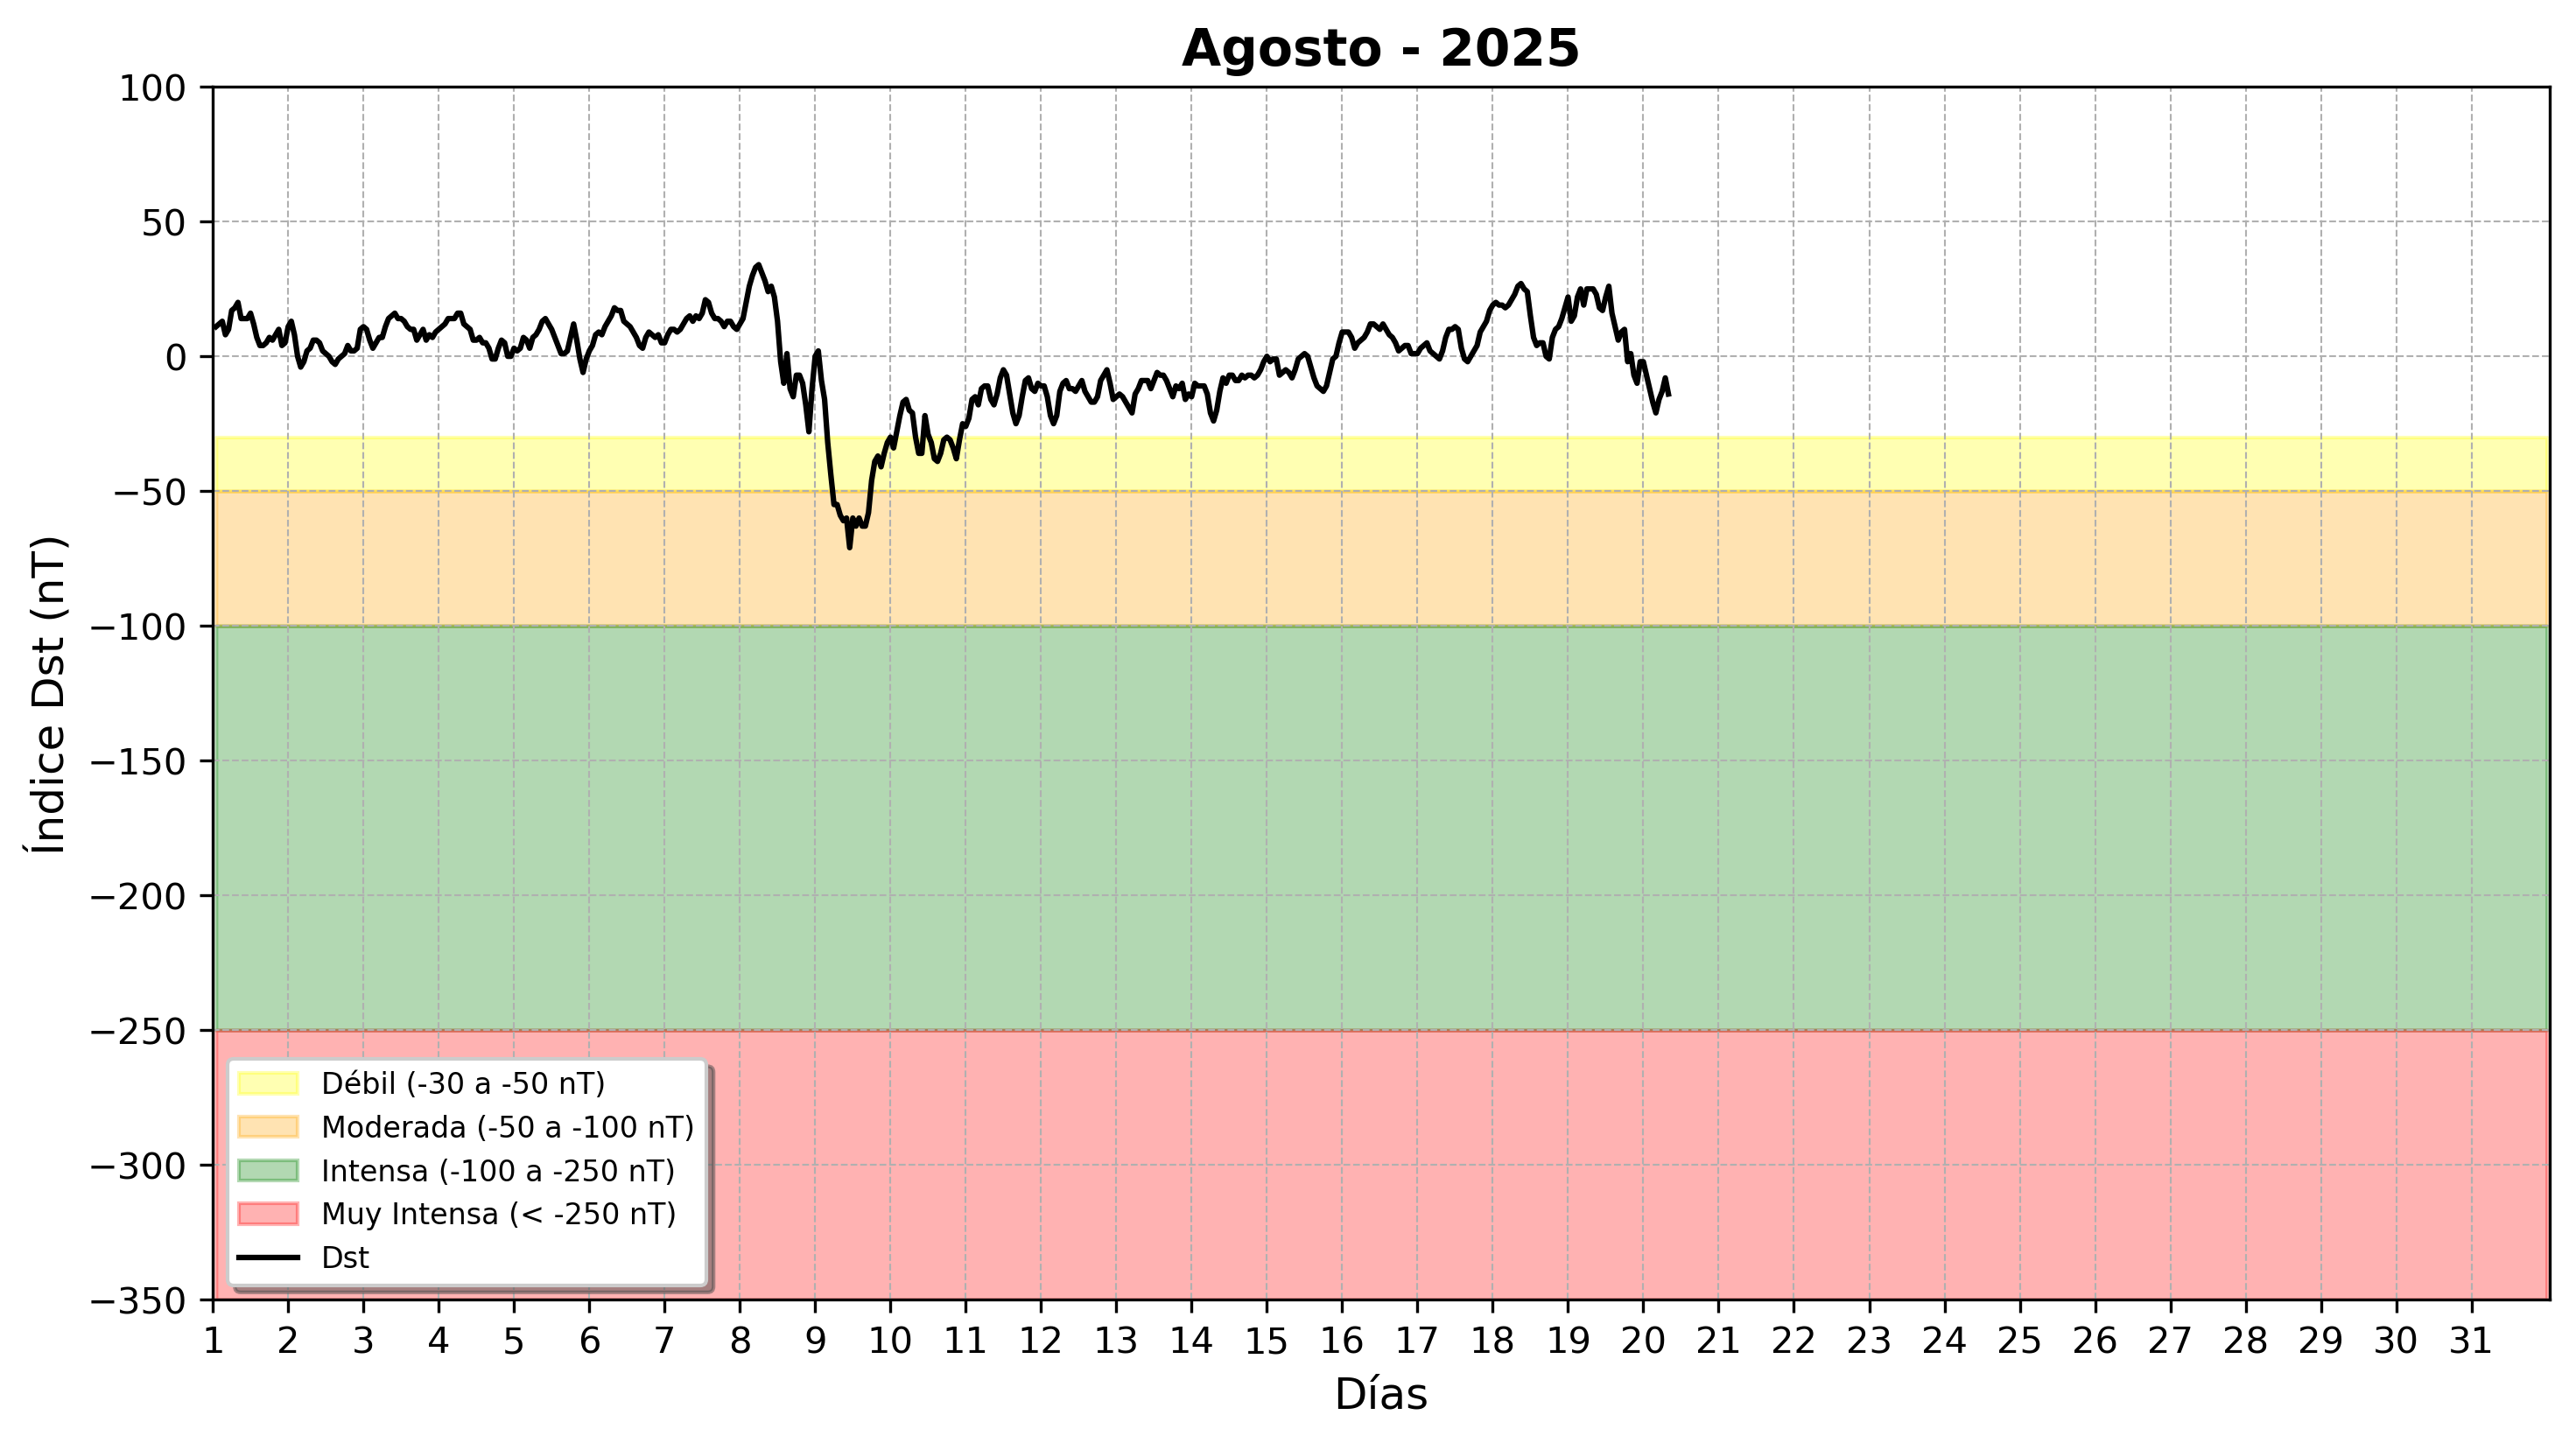 Agosto - 2025
100
50
0
−50
−100
−150
−200
−250
−300
−350
Índice Dst (nT)
Débil (-30 a -50 nT)
Moderada (-50 a -100 nT)
Intensa (-100 a -250 nT)
Muy Intensa (< -250 nT)
Dst
1 2 3 4 5 6 7 8 9 10 11 12 13 14 15 16 17 18 19 20 21 22 23 24 25 26 27 28 29 30 31
Días